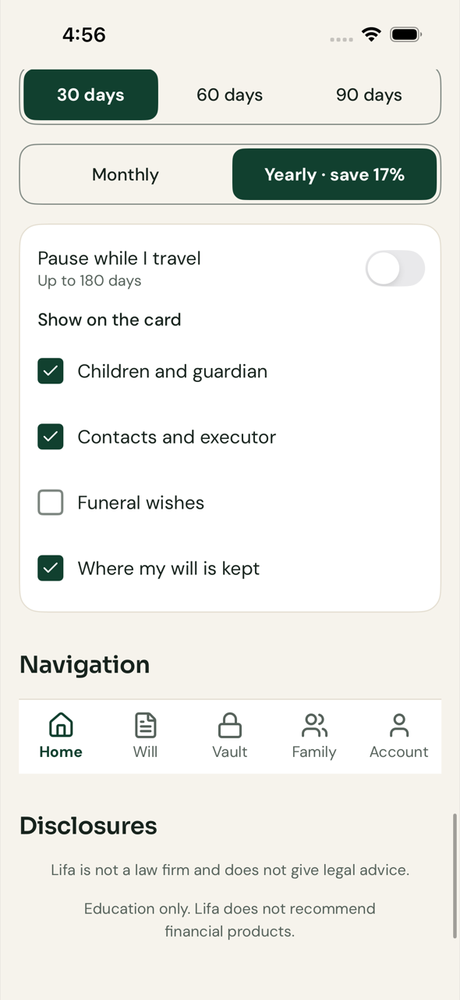 4:56
30 days
60 days
90 days
Monthly
Yearly · save 17%
Pause while I travel
Up to 180 days
Show on the card
Children and guardian
Contacts and executor
Funeral wishes
Where my will is kept
Navigation
Home
Will
Vault
Family
Account
Disclosures
Lifa is not a law firm and does not give legal advice.
Education only. Lifa does not recommend
financial products.